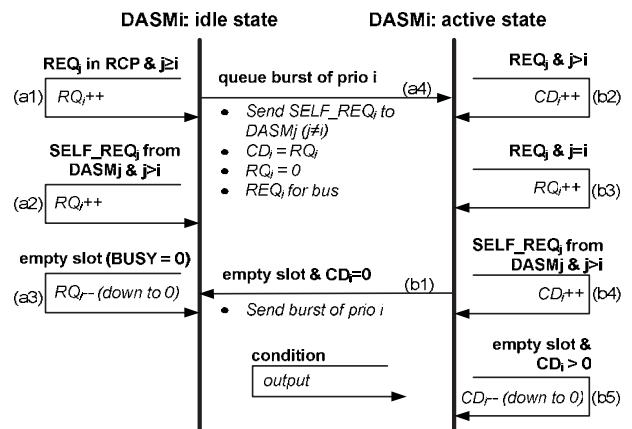 DASMi: idle state
DASMi: active state
REQj in RCP & j≥i
(a1)
RQi++
SELF_REQj from
DASMj & j>i
(a2)
RQi++
empty slot (BUSY = 0)
(a3)
RQi-- (down to 0)
queue burst of prio i
(a4)
• Send SELF_REQi to
DASMj (j≠i)
• CDi = RQi
• RQi = 0
• REQi for bus
empty slot & CDi=0
(b1)
• Send burst of prio i
condition
output
REQj & j>i
CDi++
(b2)
REQj & j=i
RQi++
(b3)
SELF_REQj from
DASMj & j>i
CDi++
(b4)
empty slot &
CDi > 0
CDi-- (down to 0)
(b5)